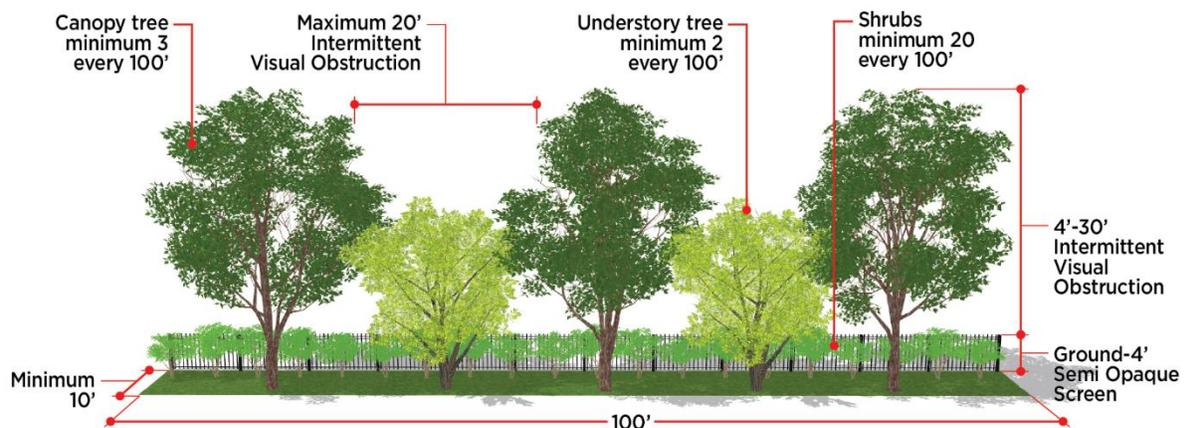 Canopy tree
minimum 3
every 100'
Maximum 20'
Intermittent
Visual Obstruction
Understory tree
minimum 2
every 100'
Shrubs
minimum 20
every 100'
4'-30'
Intermittent
Visual
Obstruction
Ground-4'
Semi Opaque
Screen
Minimum
10'
100'